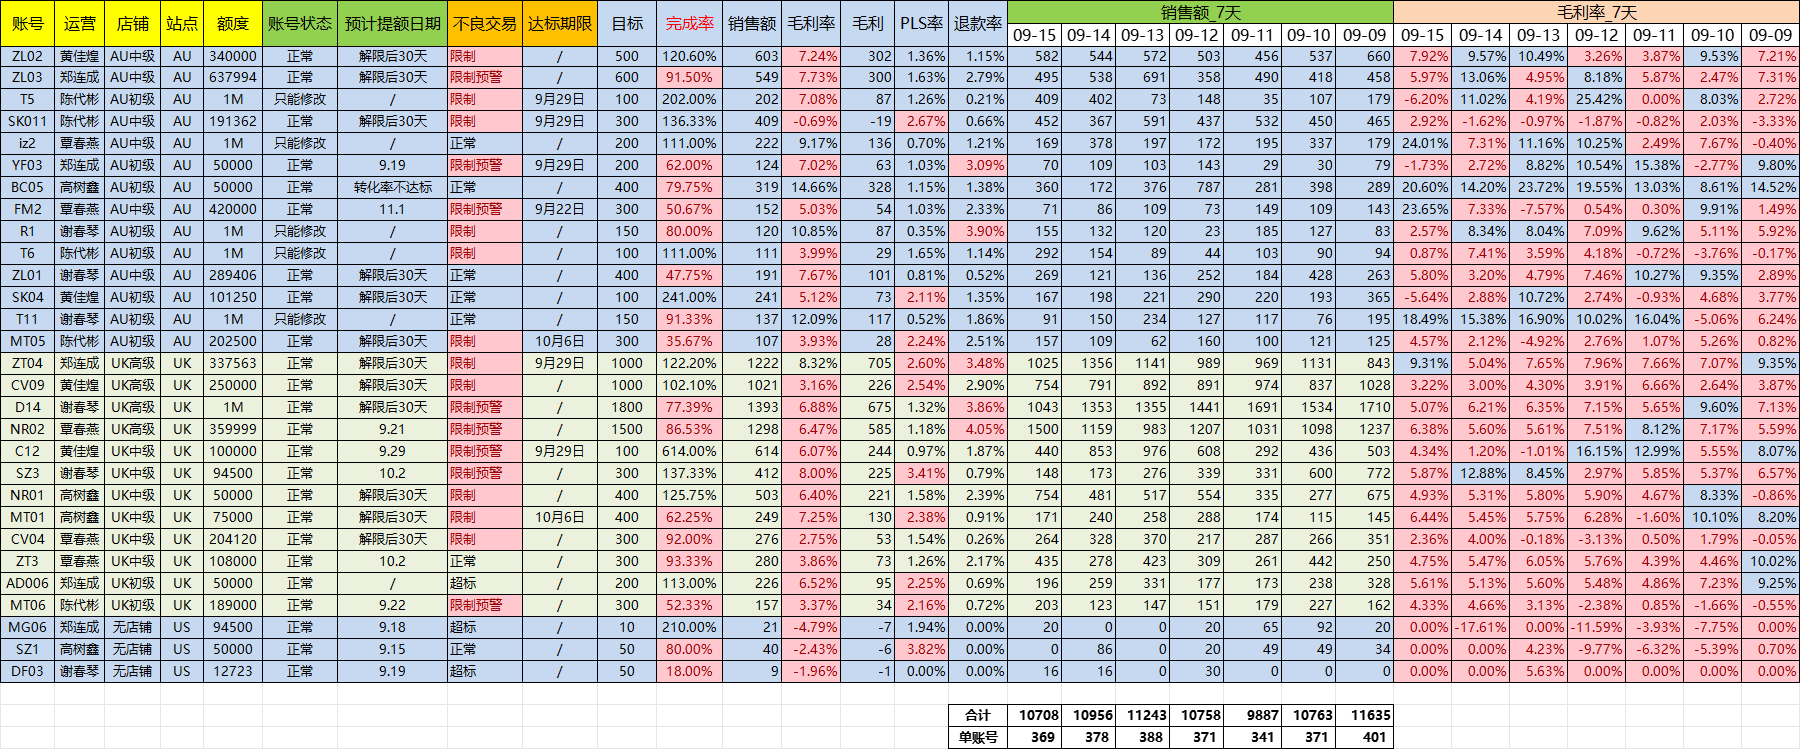 账号 运营 店铺 站点 额度 账号状态 预计提额日期 不良交易 达标期限 目标 完成率 销售额 毛利率 毛利 PLS率 退款率 销售额_7天 毛利率_7天
09-15 09-14 09-13 09-12 09-11 09-10 09-09 09-15 09-14 09-13 09-12 09-11 09-10 09-09
ZL02 黄佳煌 AU中级 AU 340000 正常 解限后30天 限制 / 500 120.60% 603 7.24% 302 1.36% 1.15% 582 544 572 503 456 537 660 7.92% 9.57% 10.49% 3.26% 3.87% 9.53% 7.21%
ZL03 郑连成 AU中级 AU 637994 正常 解限后30天 限制预警 / 600 91.50% 549 7.73% 300 1.63% 2.79% 495 538 691 358 490 418 458 5.97% 13.06% 4.95% 8.18% 5.87% 2.47% 7.31%
T5 陈代彬 AU初级 AU 1M 只能修改 / 限制 9月29日 100 202.00% 202 7.08% 87 1.26% 0.21% 409 402 73 148 35 107 179 -6.20% 11.02% 4.19% 25.42% 0.00% 8.03% 2.72%
SK011 陈代彬 AU中级 AU 191362 正常 解限后30天 限制 9月29日 300 136.33% 409 -0.69% -19 2.67% 0.66% 452 367 591 437 532 450 465 2.92% -1.62% -0.97% -1.87% -0.82% 2.03% -3.33%
iz2 覃春燕 AU中级 AU 1M 只能修改 / 正常 / 200 111.00% 222 9.17% 136 0.70% 1.21% 169 378 197 172 195 337 179 24.01% 7.31% 11.16% 10.25% 2.49% 7.67% -0.40%
YF03 郑连成 AU初级 AU 50000 正常 9.19 限制预警 9月29日 200 62.00% 124 7.02% 63 1.03% 3.09% 70 109 103 143 29 30 79 -1.73% 2.72% 8.82% 10.54% 15.38% -2.77% 9.80%
BC05 高树鑫 AU初级 AU 50000 正常 转化率不达标 正常 / 400 79.75% 319 14.66% 328 1.15% 1.38% 360 172 376 787 281 398 289 20.60% 14.20% 23.72% 19.55% 13.03% 8.61% 14.52%
FM2 覃春燕 AU中级 AU 420000 正常 11.1 限制预警 9月22日 300 50.67% 152 5.03% 54 1.03% 2.33% 71 86 109 73 149 109 143 23.65% 7.33% -7.57% 0.54% 0.30% 9.91% 1.49%
R1 谢春琴 AU初级 AU 1M 只能修改 / 限制 / 150 80.00% 120 10.85% 87 0.35% 3.90% 155 132 120 23 185 127 83 2.57% 8.34% 8.04% 7.09% 9.62% 5.11% 5.92%
T6 陈代彬 AU初级 AU 1M 只能修改 / 限制 / 100 111.00% 111 3.99% 29 1.65% 1.14% 292 154 89 44 103 90 94 0.87% 7.41% 3.59% 4.18% -0.72% -3.76% -0.17%
ZL01 谢春琴 AU中级 AU 289406 正常 解限后30天 正常 / 400 47.75% 191 7.67% 101 0.81% 0.52% 269 121 136 252 184 428 263 5.80% 3.20% 4.79% 7.46% 10.27% 9.35% 2.89%
SK04 黄佳煌 AU初级 AU 101250 正常 解限后30天 正常 / 100 241.00% 241 5.12% 73 2.11% 1.35% 167 198 221 290 220 193 365 -5.64% 2.88% 10.72% 2.74% -0.93% 4.68% 3.77%
T11 谢春琴 AU初级 AU 1M 只能修改 / 正常 / 150 91.33% 137 12.09% 117 0.52% 1.86% 91 150 234 127 117 76 195 18.49% 15.38% 16.90% 10.02% 16.04% -5.06% 6.24%
MT05 陈代彬 AU初级 AU 202500 正常 解限后30天 限制 10月6日 300 35.67% 107 3.93% 28 2.24% 2.51% 157 109 62 160 100 121 125 4.57% 2.12% -4.92% 2.76% 1.07% 5.26% 0.82%
ZT04 郑连成 UK高级 UK 337563 正常 解限后30天 限制 9月29日 1000 122.20% 1222 8.32% 705 2.60% 3.48% 1025 1356 1141 989 969 1131 843 9.31% 5.04% 7.65% 7.96% 7.66% 7.07% 9.35%
CV09 黄佳煌 UK高级 UK 250000 正常 解限后30天 限制 / 1000 102.10% 1021 3.16% 226 2.54% 2.90% 754 791 892 891 974 837 1028 3.22% 3.00% 4.30% 3.91% 6.66% 2.64% 3.87%
D14 谢春琴 UK高级 UK 1M 正常 解限后30天 限制预警 / 1800 77.39% 1393 6.88% 675 1.32% 3.86% 1043 1353 1355 1441 1691 1534 1710 5.07% 6.21% 6.35% 7.15% 5.65% 9.60% 7.13%
NR02 覃春燕 UK高级 UK 359999 正常 9.21 限制预警 / 1500 86.53% 1298 6.47% 585 1.18% 4.05% 1500 1159 983 1207 1031 1098 1237 6.38% 5.60% 5.61% 7.51% 8.12% 7.17% 5.59%
C12 黄佳煌 UK中级 UK 100000 正常 9.29 限制预警 9月29日 100 614.00% 614 6.07% 244 0.97% 1.87% 440 853 976 608 292 436 503 4.34% 1.20% -1.01% 16.15% 12.99% 5.55% 8.07%
SZ3 谢春琴 UK中级 UK 94500 正常 10.2 限制预警 / 300 137.33% 412 8.00% 225 3.41% 0.79% 148 173 276 339 331 600 772 5.87% 12.88% 8.45% 2.97% 5.85% 5.37% 6.57%
NR01 高树鑫 UK中级 UK 50000 正常 解限后30天 限制 / 400 125.75% 503 6.40% 221 1.58% 2.39% 754 481 517 554 335 277 675 4.93% 5.31% 5.80% 5.90% 4.67% 8.33% -0.86%
MT01 高树鑫 UK中级 UK 75000 正常 解限后30天 限制 10月6日 400 62.25% 249 7.25% 130 2.38% 0.91% 171 240 258 288 174 115 145 6.44% 5.45% 5.75% 6.28% -1.60% 10.10% 8.20%
CV04 覃春燕 UK中级 UK 204120 正常 解限后30天 限制 / 300 92.00% 276 2.75% 53 1.54% 0.26% 264 328 370 217 287 266 351 2.36% 4.00% -0.18% -3.13% 0.50% 1.79% -0.05%
ZT3 覃春燕 UK中级 UK 108000 正常 10.2 正常 / 300 93.33% 280 3.86% 73 1.26% 2.17% 435 278 423 309 261 442 250 4.75% 5.47% 6.05% 5.76% 4.39% 4.46% 10.02%
AD006 郑连成 UK初级 UK 50000 正常 / 超标 / 200 113.00% 226 6.52% 95 2.25% 0.69% 196 259 331 177 173 238 328 5.61% 5.13% 5.60% 5.48% 4.86% 7.23% 9.25%
MT06 陈代彬 UK初级 UK 189000 正常 9.22 限制预警 / 300 52.33% 157 3.37% 34 2.16% 0.72% 203 123 147 151 179 227 162 4.33% 4.66% 3.13% -2.38% 0.85% -1.66% -0.55%
MG06 郑连成 无店铺 US 94500 正常 9.18 超标 / 10 210.00% 21 -4.79% -7 1.94% 0.00% 20 0 0 20 65 92 20 0.00% -17.61% 0.00% -11.59% -3.93% -7.75% 0.00%
SZ1 高树鑫 无店铺 US 50000 正常 9.15 正常 / 50 80.00% 40 -2.43% -6 3.82% 0.00% 0 86 0 20 49 49 34 0.00% 0.00% 4.23% -9.77% -6.32% -5.39% 0.70%
DF03 谢春琴 无店铺 US 12723 正常 9.19 超标 / 50 18.00% 9 -1.96% -1 0.00% 0.00% 16 16 0 30 0 0 0 0.00% 0.00% 5.63% 0.00% 0.00% 0.00% 0.00%
合计 10708 10956 11243 10758 9887 10763 11635
单账号 369 378 388 371 341 371 401